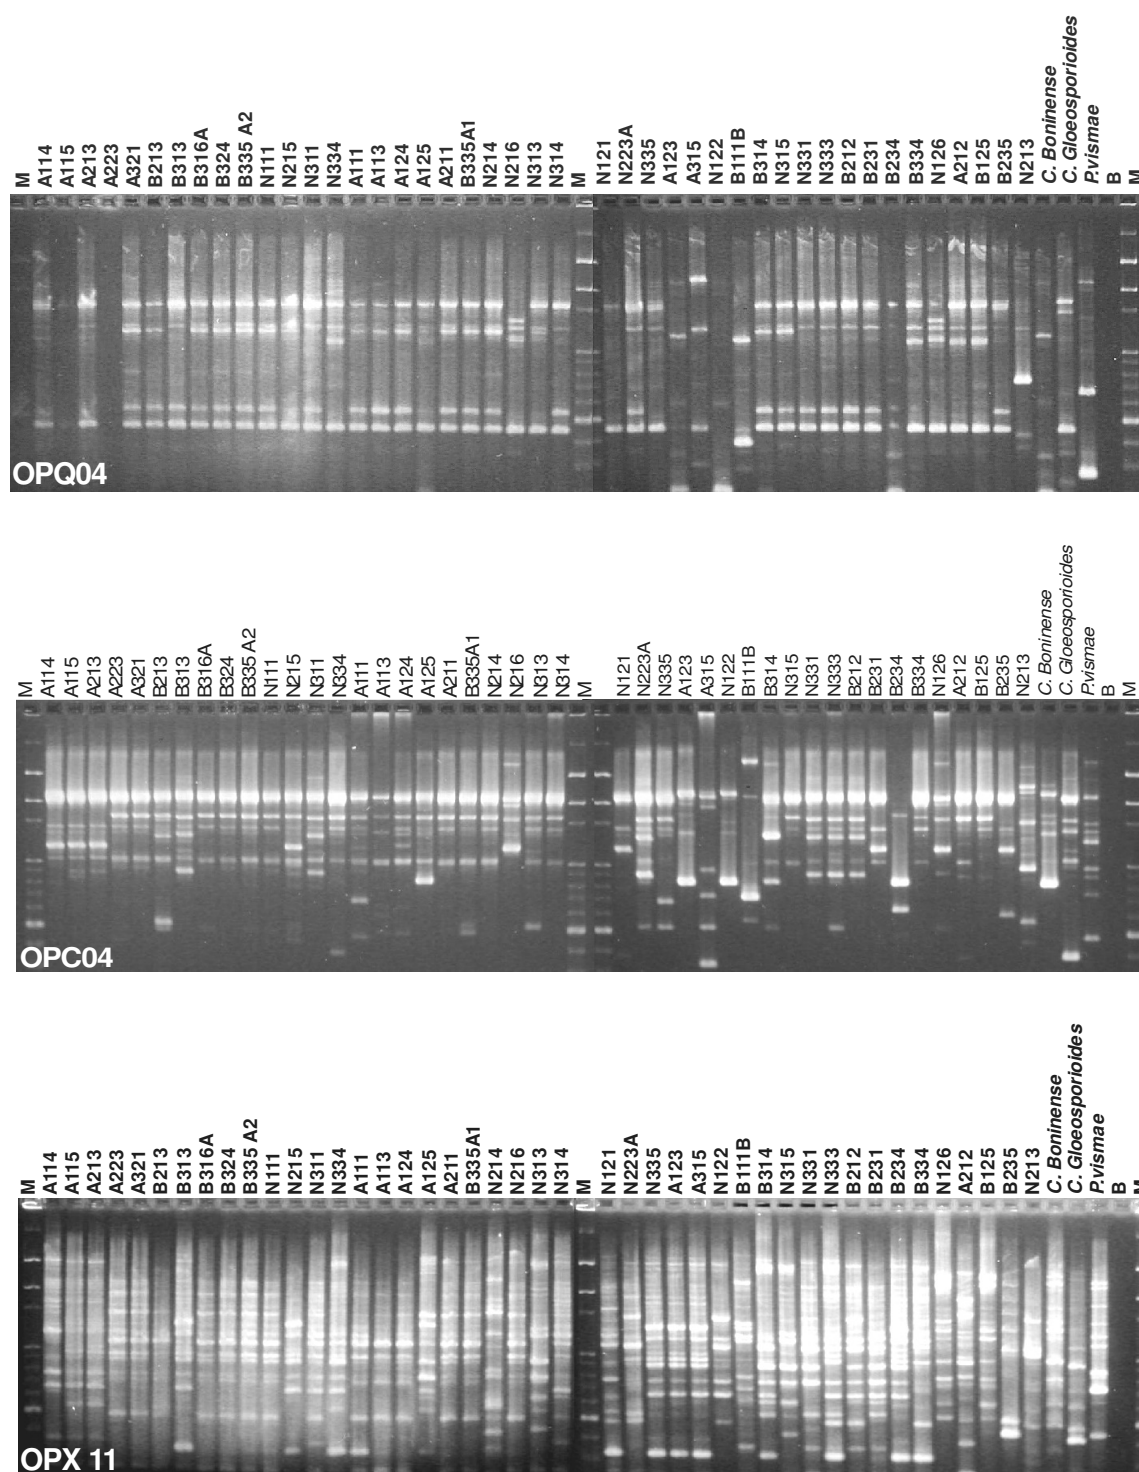 M A114 A115 A213 A223 A321 B213 B313 B316A B324 B335 A2 N111 N215 N311 N334 A111 A113 A124 A125 A211 B335A1 N214 N216 N313 N314 M N121 N223A N335 A123 A315 N122 B111B B314 N315 N331 N333 B212 B231 B234 B334 N126 A212 B125 B235 N213 C. Boninense C. Gloeosporioides P.vismae B M
OPQ04
M A114 A115 A213 A223 A321 B213 B313 B316A B324 B335 A2 N111 N215 N311 N334 A111 A113 A124 A125 A211 B335A1 N214 N216 N313 N314 M N121 N223A N335 A123 A315 N122 B111B B314 N315 N331 N333 B212 B231 B234 B334 N126 A212 B125 B235 N213 C. Boninense C. Gloeosporioides P.vismae B M
OPC04
M A114 A115 A213 A223 A321 B213 B313 B316A B324 B335 A2 N111 N215 N311 N334 A111 A113 A124 A125 A211 B335A1 N214 N216 N313 N314 M N121 N223A N335 A123 A315 N122 B111B B314 N315 N331 N333 B212 B231 B234 B334 N126 A212 B125 B235 N213 C. Boninense C. Gloeosporioides P.vismae B M
OPX 11